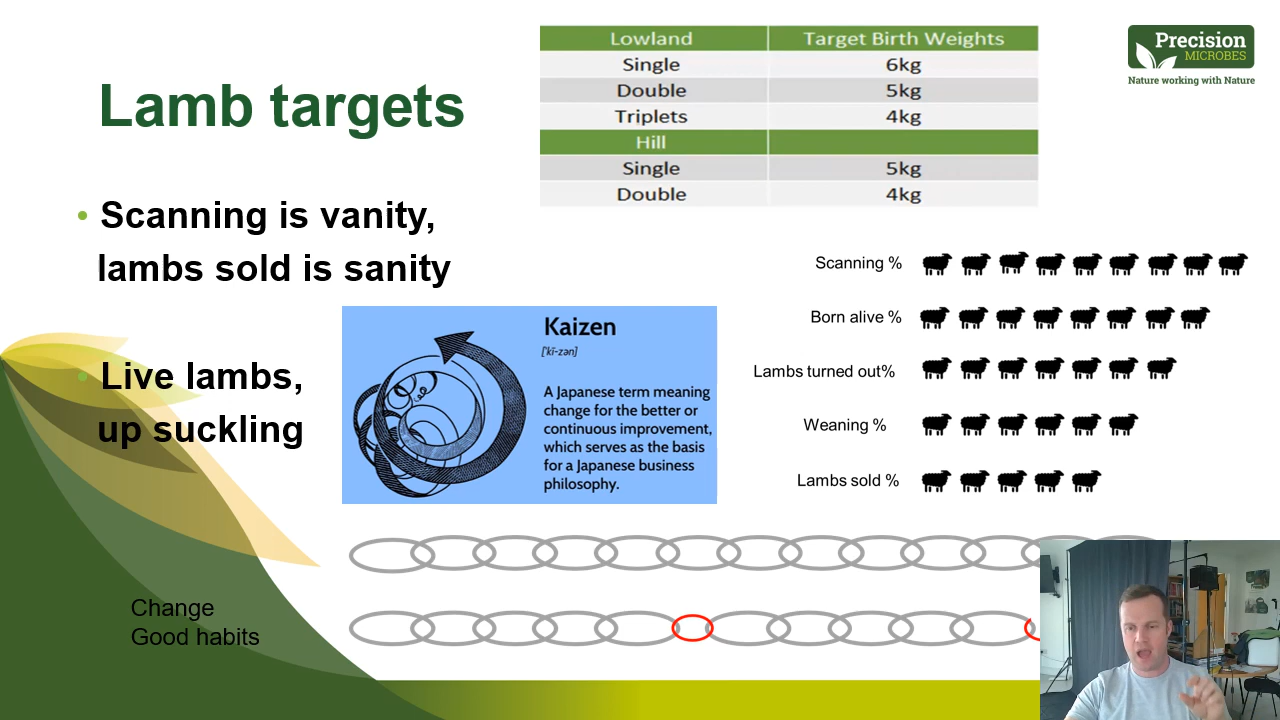 Lamb targets
Lowland Target Birth Weights
Single 6kg
Double 5kg
Triplets 4kg
Hill
Single 5kg
Double 4kg
Precision
MICROBES
Nature working with Nature
• Scanning is vanity,
lambs sold is sanity
• Live lambs,
up suckling
Kaizen
['kī-zən]
A Japanese term meaning
change for the better or
continuous improvement,
which serves as the basis
for a Japanese business
philosophy.
Scanning %
Born alive %
Lambs turned out%
Weaning %
Lambs sold %
Change
Good habits